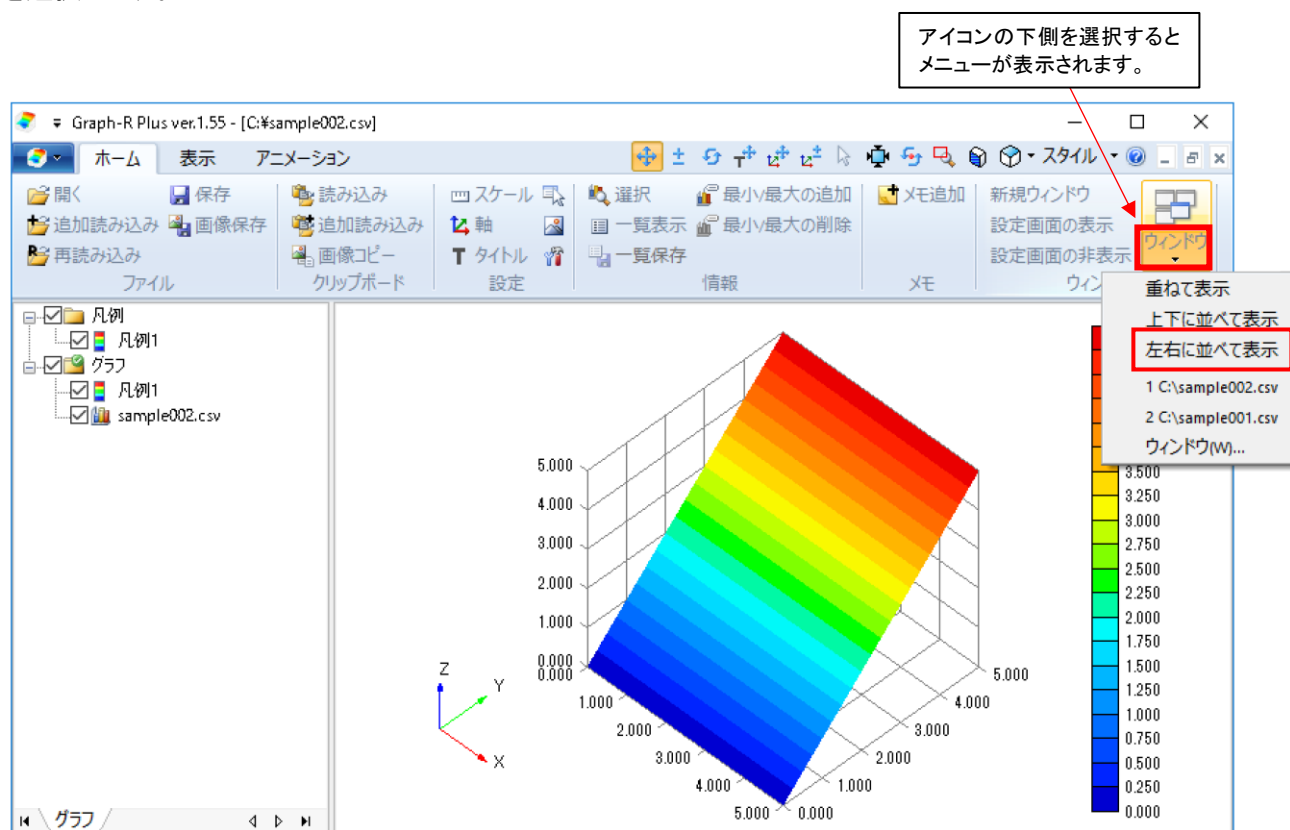 アイコンの下側を選択すると
メニューが表示されます。
Graph-R Plus ver.1.55 - [C:¥sample002.csv]
ホーム 表示 アニメーション スタイル
開く 保存 読み込み スケール 選択 最小/最大の追加 メモ追加 新規ウィンドウ
追加読み込み 画像保存 追加読み込み 軸 一覧表示 最小/最大の削除 設定画面の表示
再読み込み 画像コピー タイトル 一覧保存 設定画面の非表示
ウィンドウ
ファイル クリップボード 設定 情報 メモ
重ねて表示
上下に並べて表示
左右に並べて表示
1 C:\sample002.csv
2 C:\sample001.csv
ウィンドウ(W)...
凡例
凡例1
グラフ
凡例1
sample002.csv
5.000
4.000
3.000
2.000
1.000
0.000
0.000
1.000
2.000
3.000
4.000
5.000
0.000
1.000
2.000
3.000
4.000
5.000
Z
Y
X
3.500
3.250
3.000
2.750
2.500
2.250
2.000
1.750
1.500
1.250
1.000
0.750
0.500
0.250
0.000
グラフ